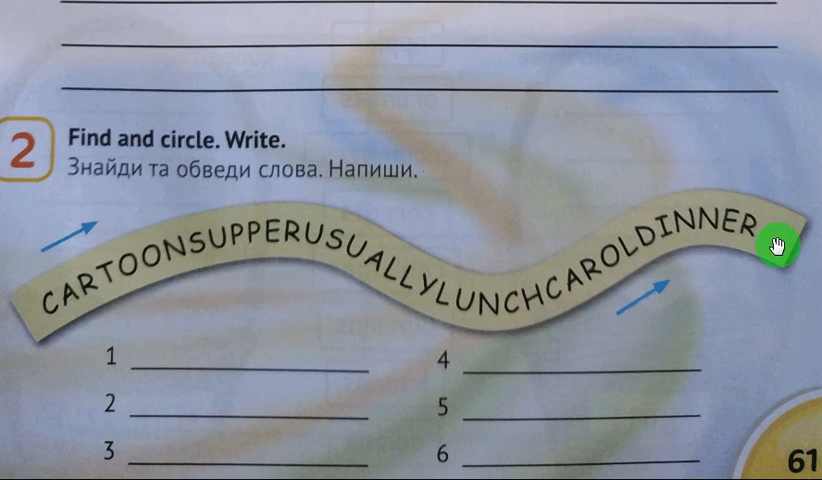 2
Find and circle. Write.
Знайди та обведи слова. Напиши.
CARTOONSUPPERUSUALLYLUNCHCAROLDINNER
1
4
2
5
3
6
61